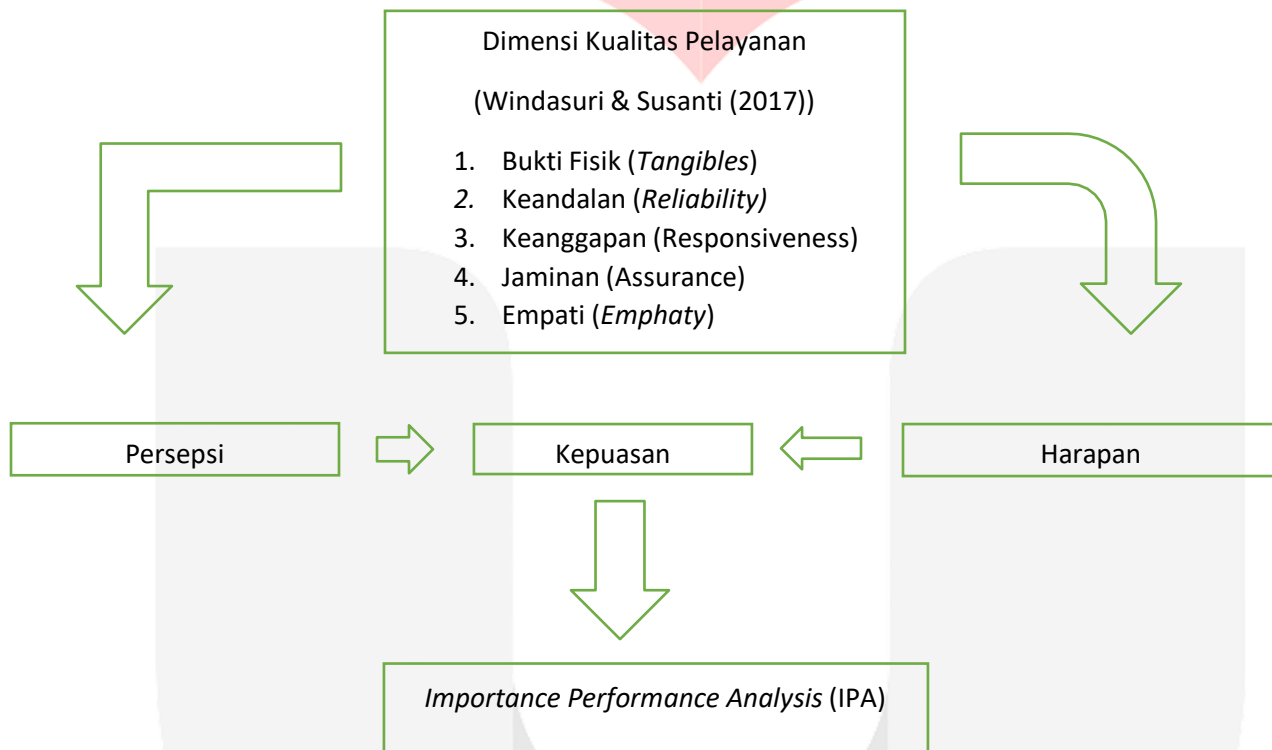 Dimensi Kualitas Pelayanan
(Windasuri & Susanti (2017))
1. Bukti Fisik (Tangibles)
2. Keandalan (Reliability)
3. Keanggapan (Responsiveness)
4. Jaminan (Assurance)
5. Empati (Emphaty)
Persepsi
Kepuasan
Harapan
Importance Performance Analysis (IPA)